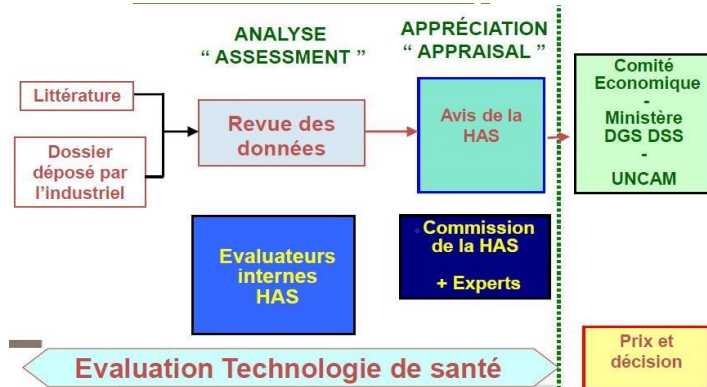 ANALYSE
“ ASSESSMENT ”
APPRÉCIATION
“ APPRAISAL ”
Littérature
Dossier
déposé par
l’industriel
Revue des
données
Avis de la
HAS
Comité
Economique
-
Ministère
DGS DSS
-
UNCAM
Evaluateurs
internes
HAS
Commission
de la HAS
+ Experts
Evaluation Technologie de santé
Prix et
décision